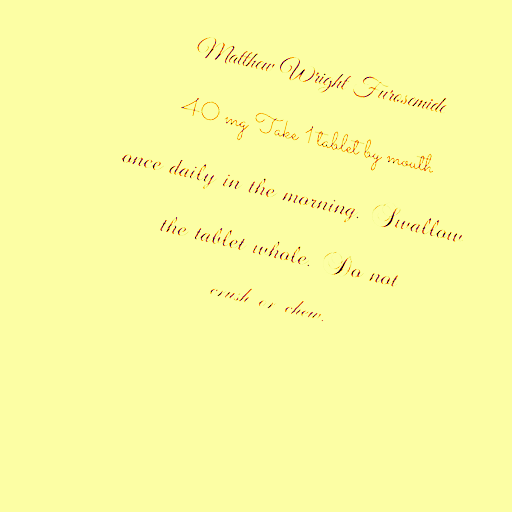 Matthew Wright Furosemide
40 mg Take 1 tablet by mouth
once daily in the morning. Swallow
the tablet whole. Do not
crush or chew.